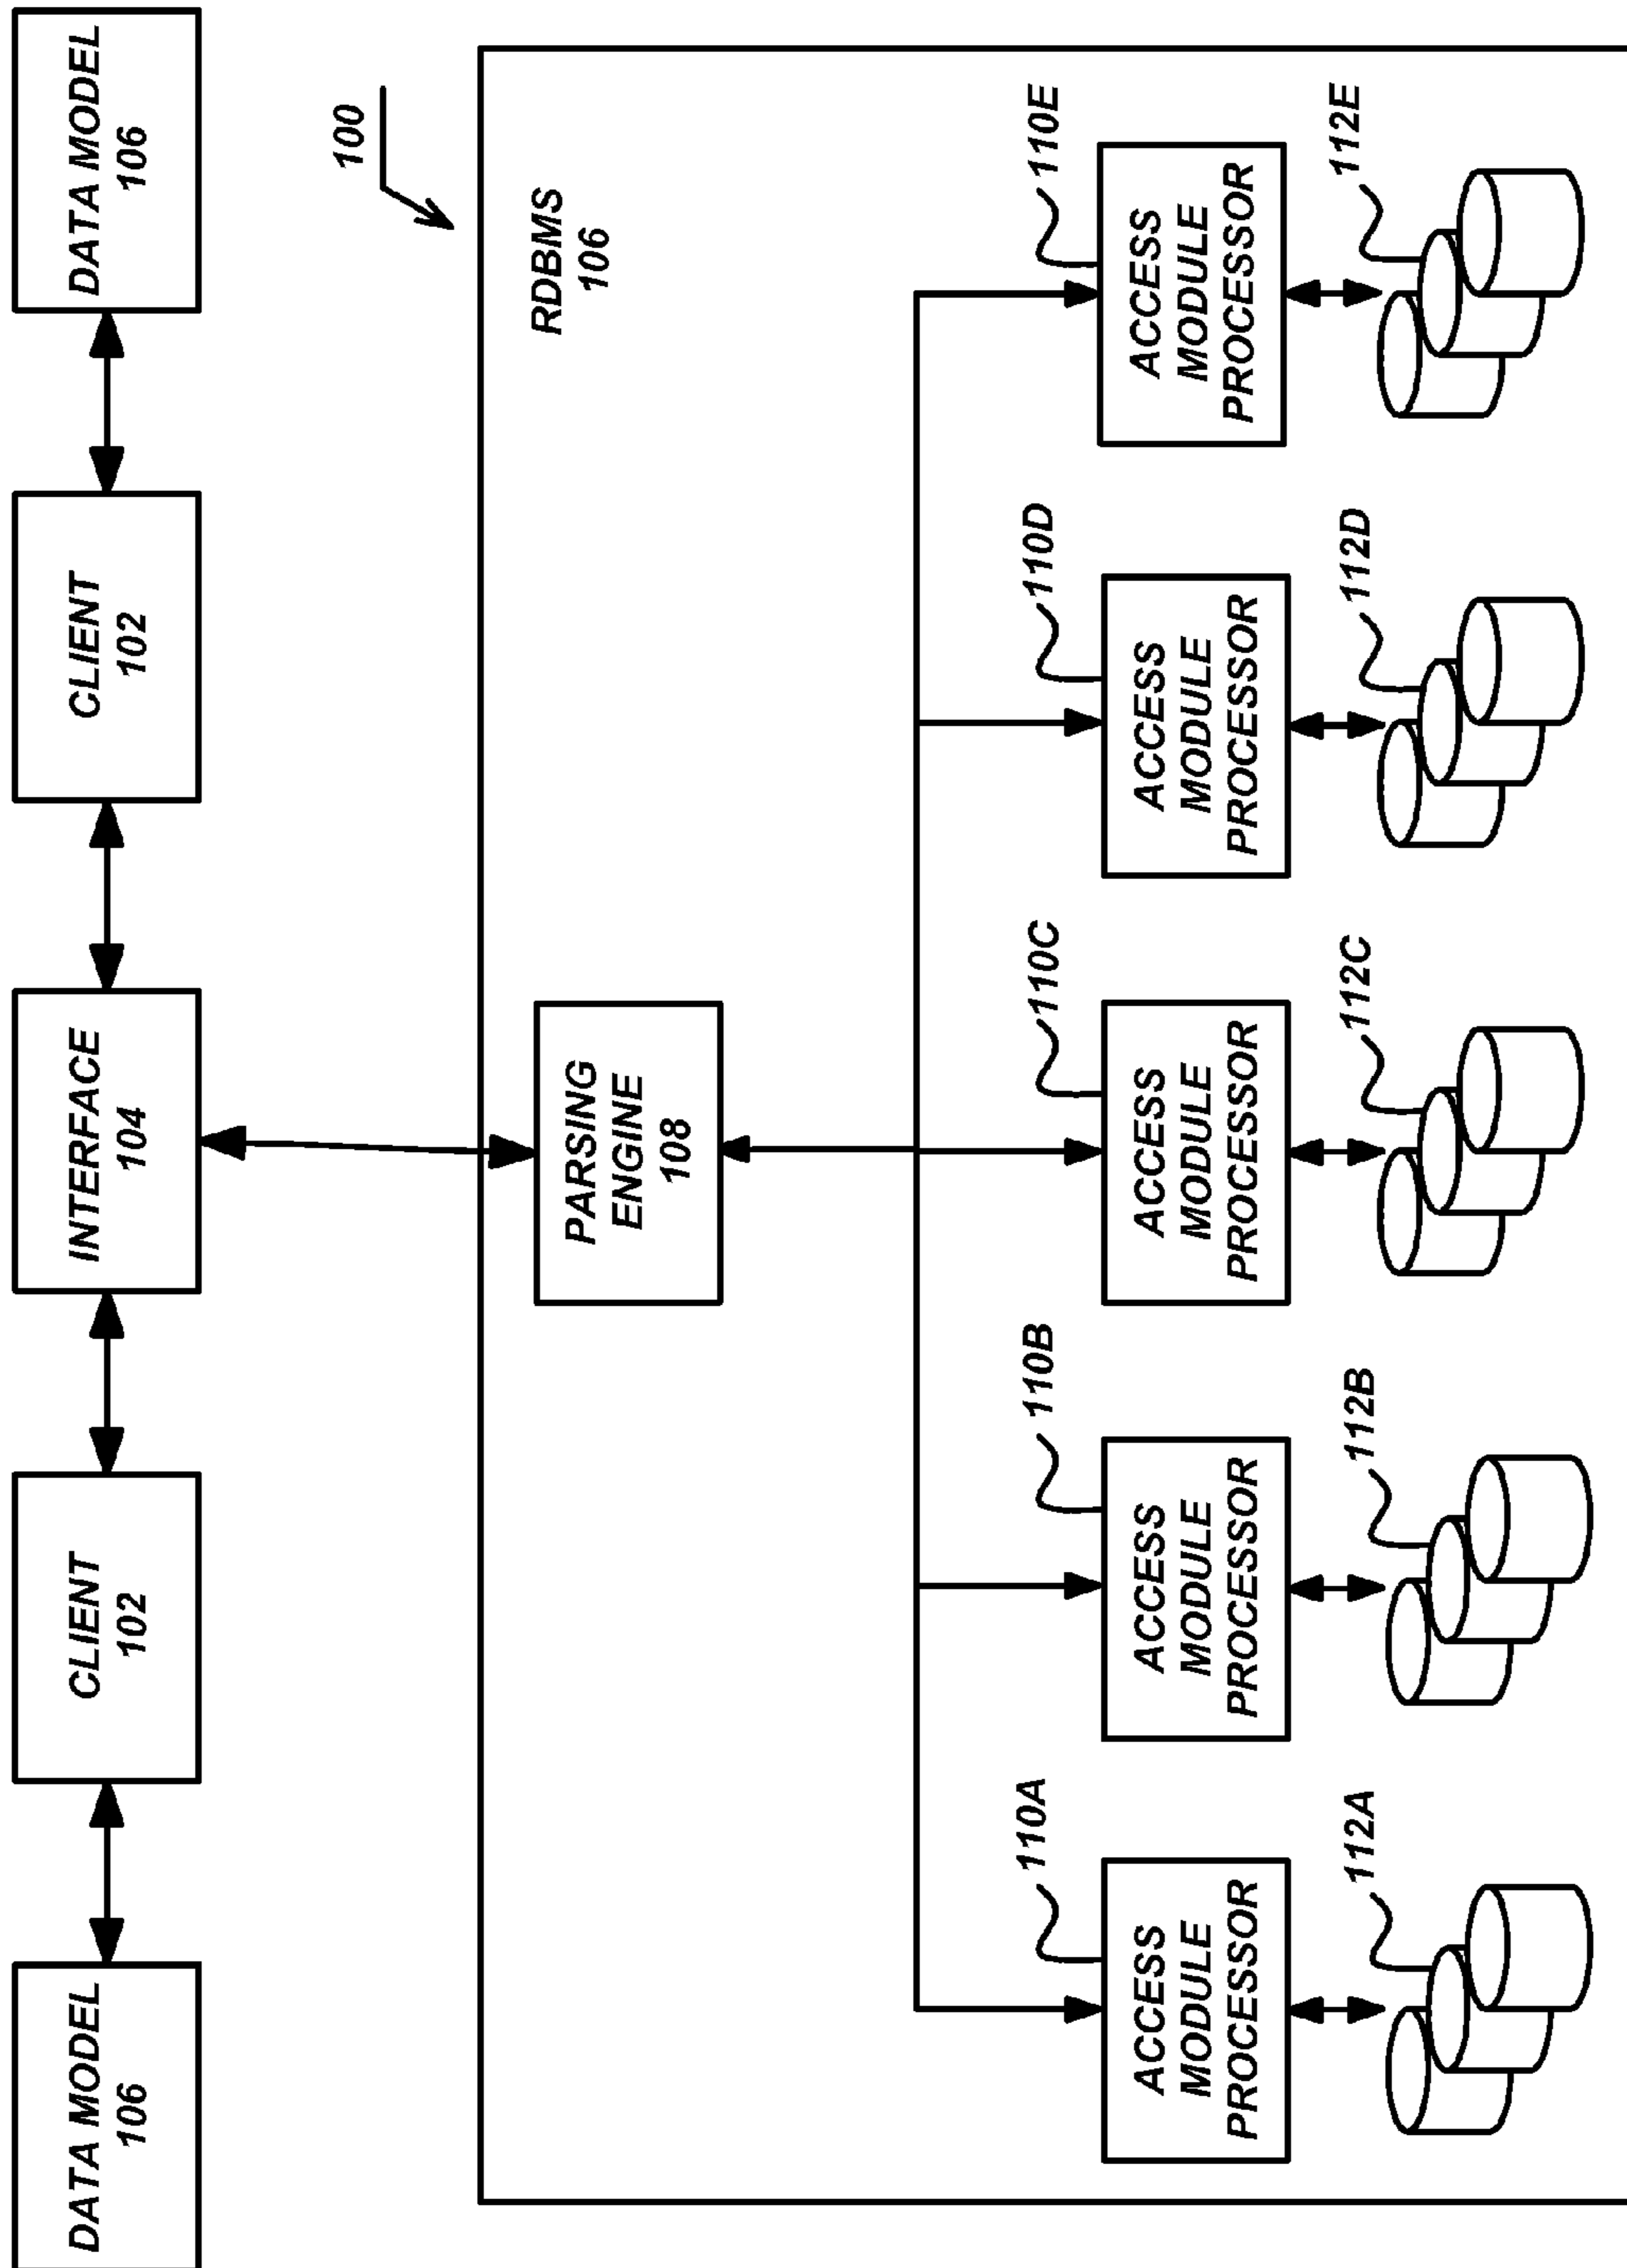 DATA MODEL
106
CLIENT
102
INTERFACE
104
CLIENT
102
DATA MODEL
106
100
RDBMS
106
PARSING
ENGINE
108
110A
110B
110C
110D
110E
ACCESS
MODULE
PROCESSOR
ACCESS
MODULE
PROCESSOR
ACCESS
MODULE
PROCESSOR
ACCESS
MODULE
PROCESSOR
ACCESS
MODULE
PROCESSOR
112A
112B
112C
112D
112E